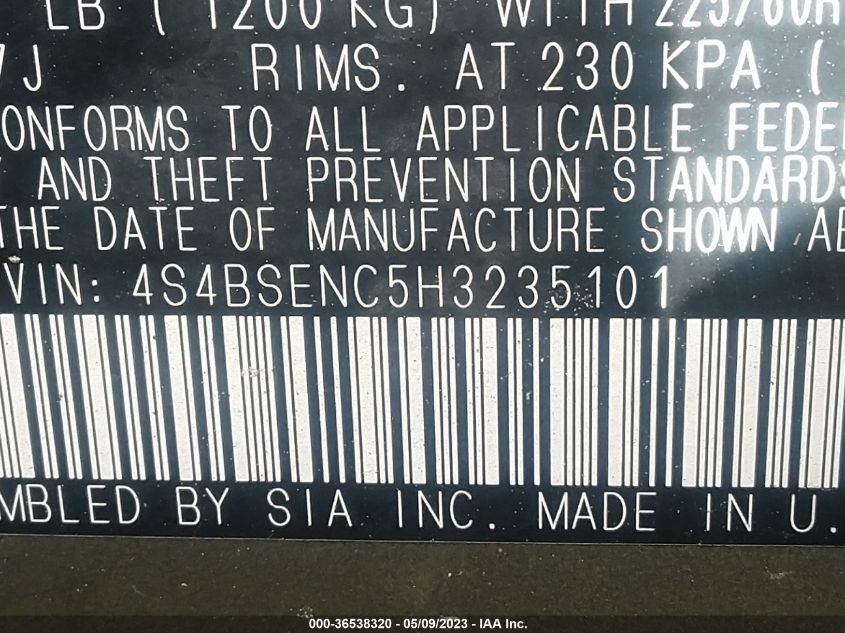 LB ( 1200 KG) WITH 225/60R
7J RIMS. AT 230 KPA (
ONFORMS TO ALL APPLICABLE FEDE
AND THEFT PREVENTION STANDARDS
THE DATE OF MANUFACTURE SHOWN AB
VIN: 4S4BSENC5H3235101
MBLED BY SIA INC. MADE IN U.
000-36538320 - 05/09/2023 - IAA Inc.